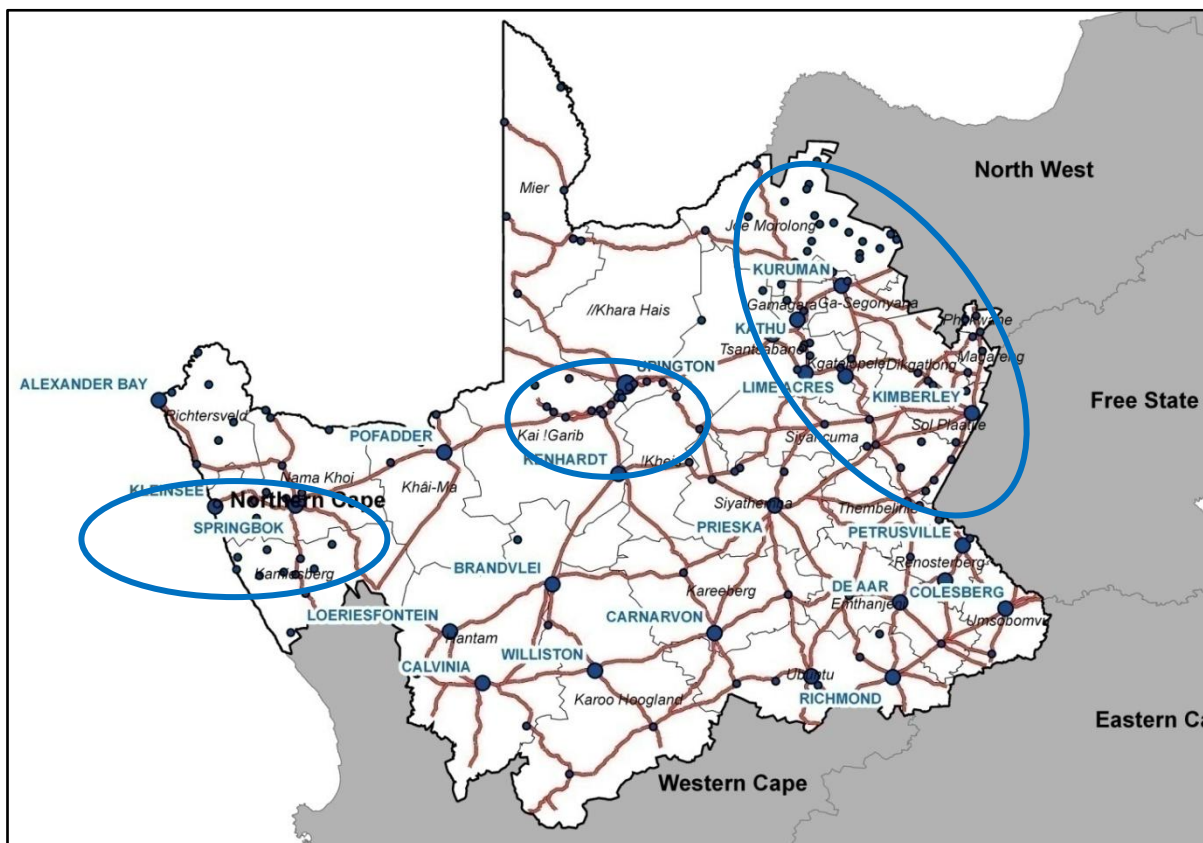 North West
Mier
Joe Morolong
KURUMAN
Gamagara
Ga-Segonyana
//Khara Hais
Phokwane
KATHU
Tsantsabane
Magareng
Kgatelopele
Dikgatlong
UPINGTON
LIME ACRES
ALEXANDER BAY
KIMBERLEY
Free State
Richtersveld
Sol Plaatje
POFADDER
Kai !Garib
Siyancuma
KENHARDT
!Kheis
Nama Khoi
Khâi-Ma
KLEINSEE
Northern Cape
Siyathemba
Thembelihle
SPRINGBOK
PRIESKA
PETRUSVILLE
Renosterberg
BRANDVLEI
Kamiesberg
Kareeberg
DE AAR
COLESBERG
Emthanjeni
LOERIESFONTEIN
CARNARVON
Umsobomvu
Hantam
WILLISTON
CALVINIA
Ubuntu
RICHMOND
Karoo Hoogland
Eastern Ca
Western Cape